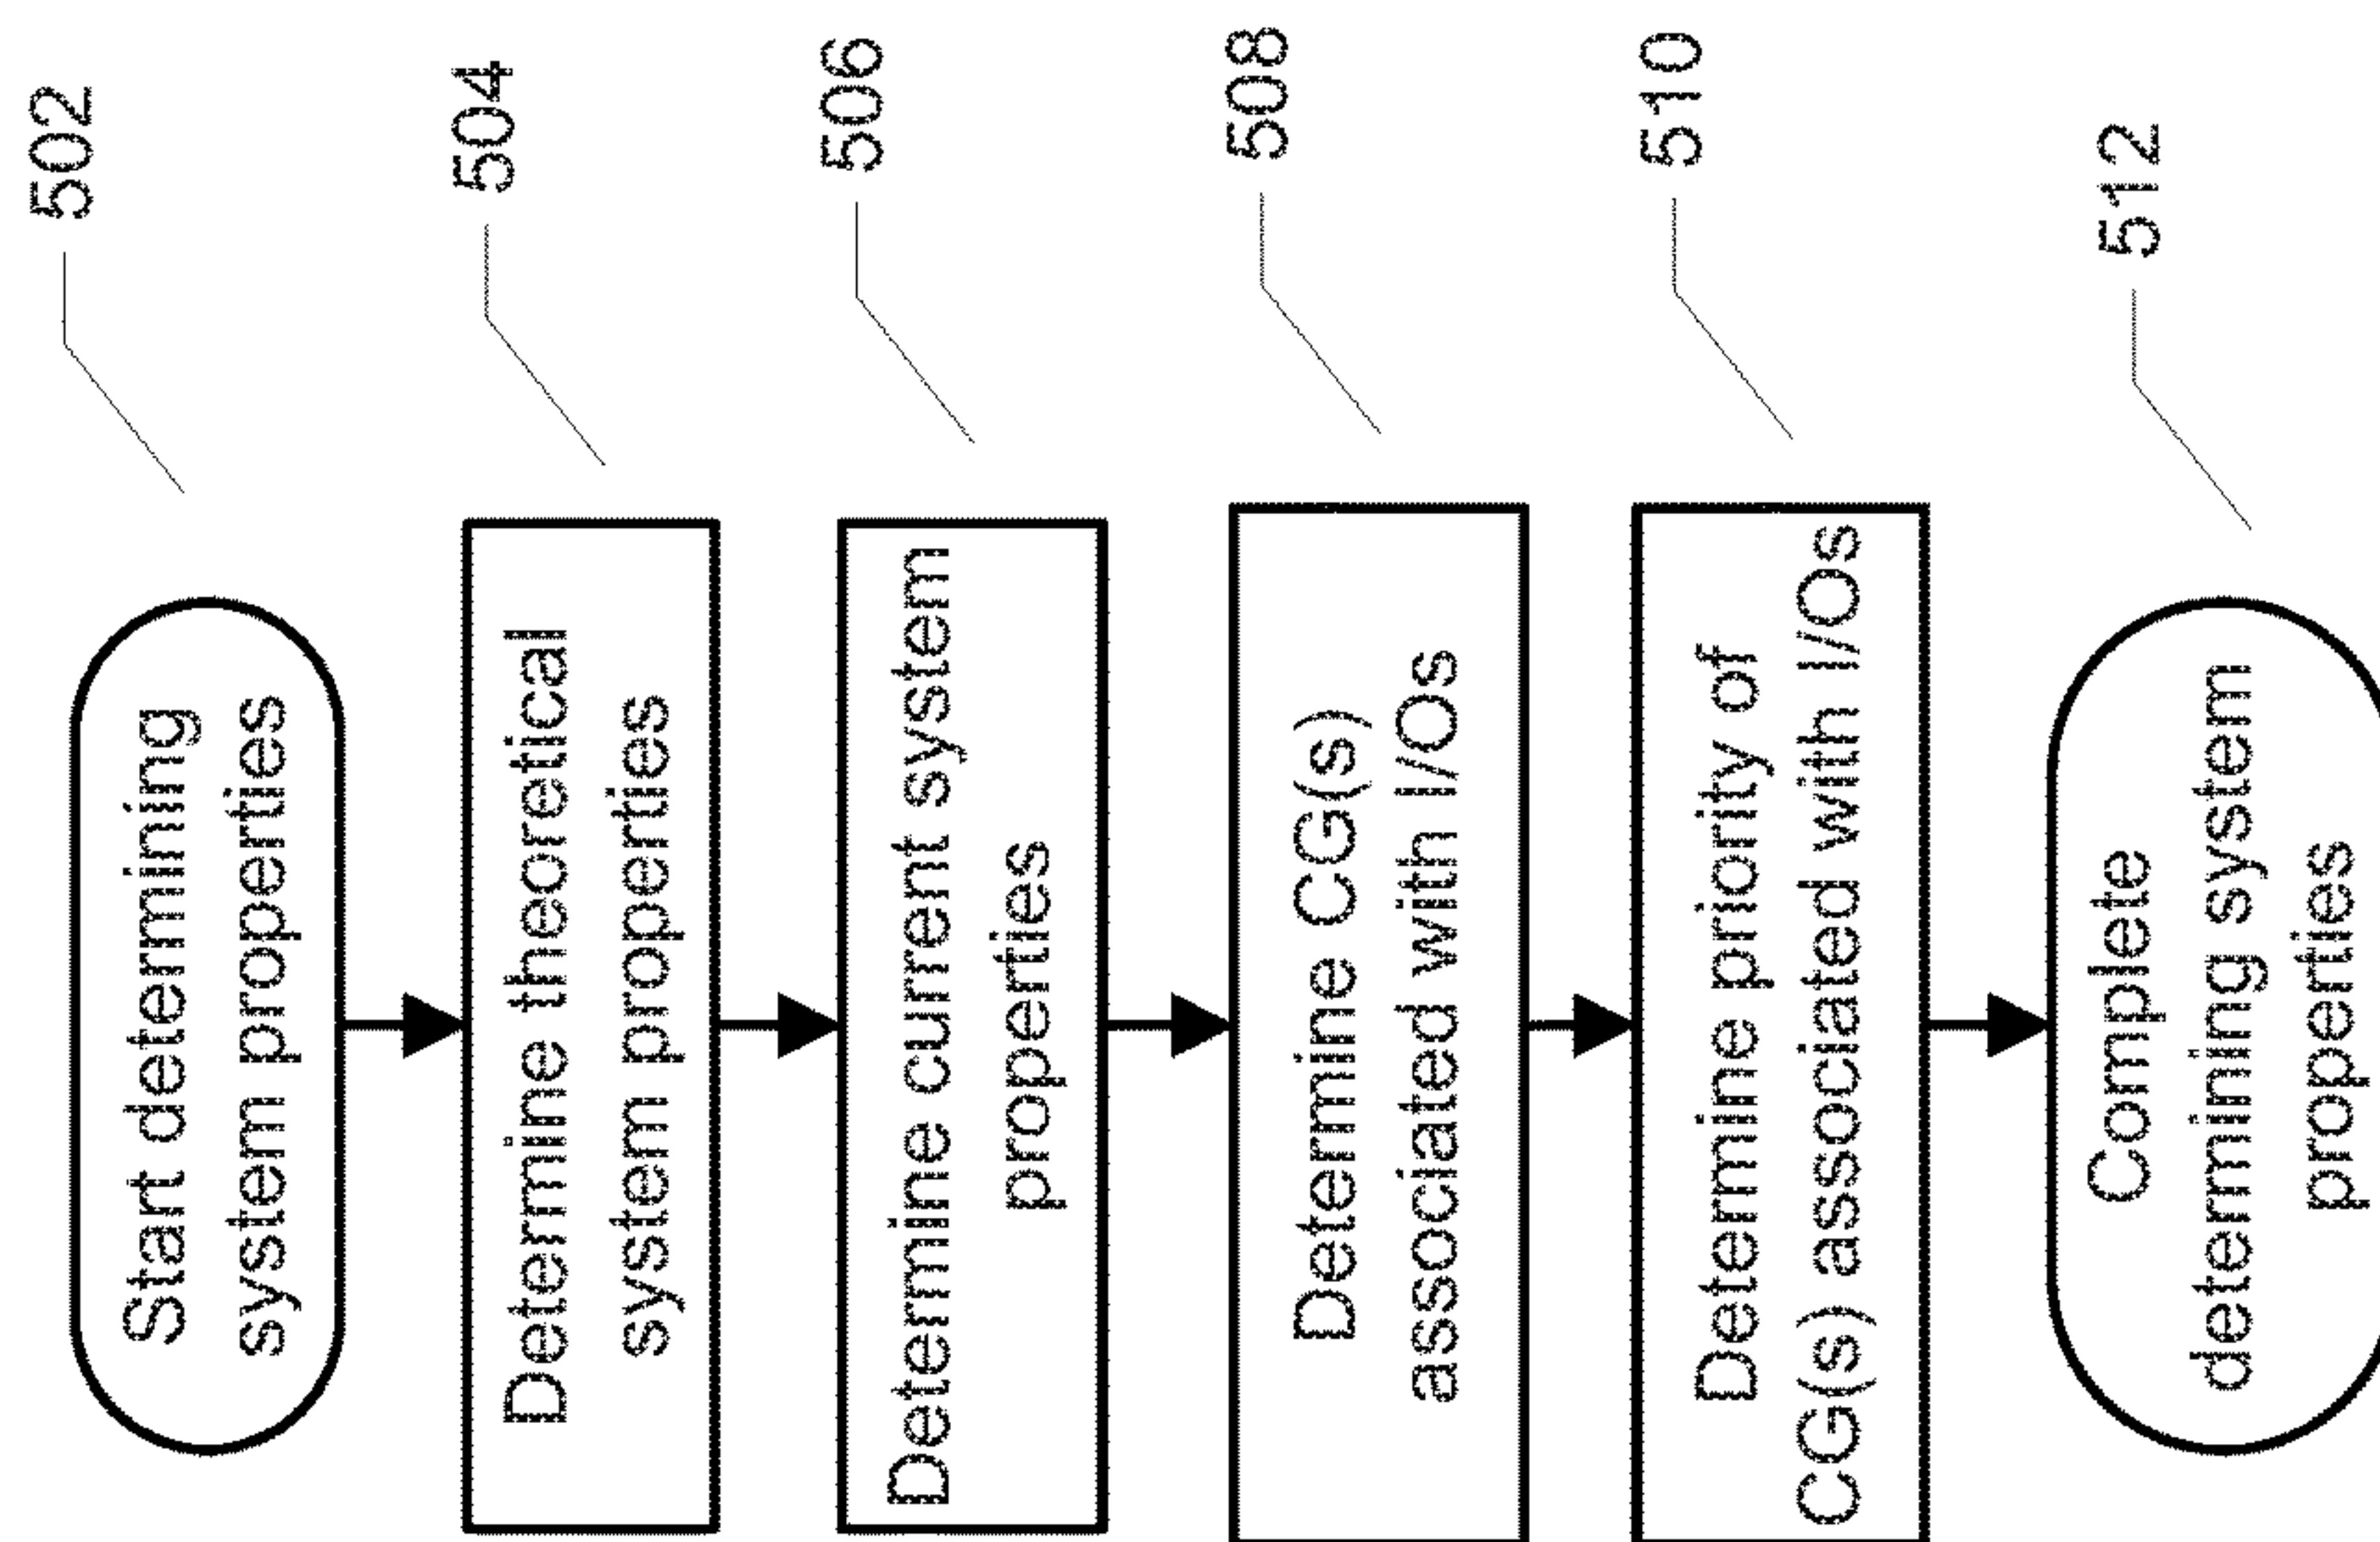 502
Start determining
system properties
504
Determine theoretical
system properties
506
Determine current system
properties
508
Determine CG(s)
associated with I/Os
510
Determine priority of
CG(s) associated with I/Os
512
Complete
determining system
properties